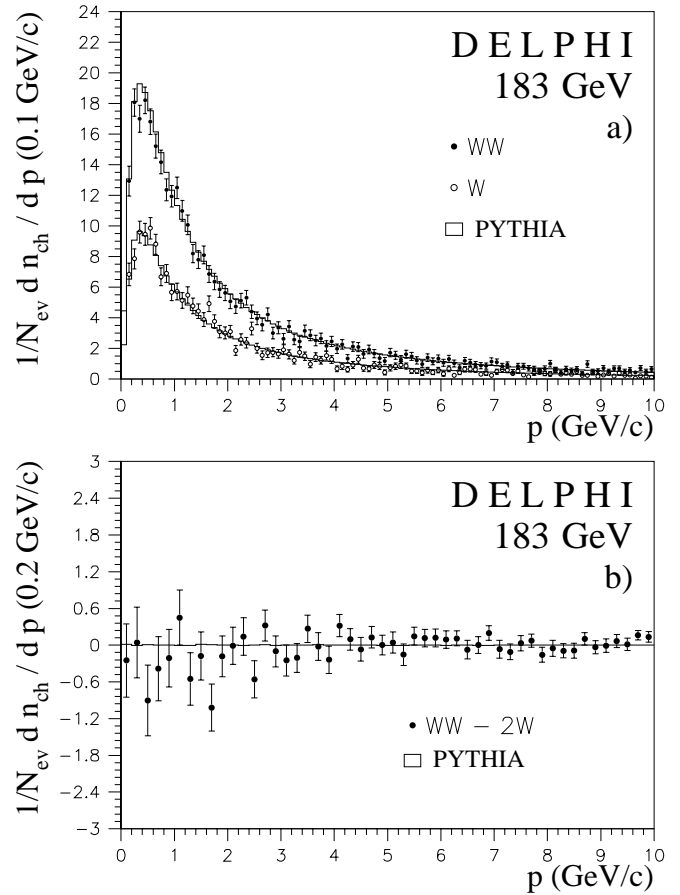 D E L P H I
183 GeV
a)
WW
W
PYTHIA
1/N_ev d n_ch / d p (0.1 GeV/c)
24
22
20
18
16
14
12
10
8
6
4
2
0
0 1 2 3 4 5 6 7 8 9 10
p (GeV/c)
D E L P H I
183 GeV
b)
WW − 2W
PYTHIA
1/N_ev d n_ch / d p (0.2 GeV/c)
3
2.4
1.8
1.2
0.6
0
−0.6
−1.2
−1.8
−2.4
−3
0 1 2 3 4 5 6 7 8 9 10
p (GeV/c)